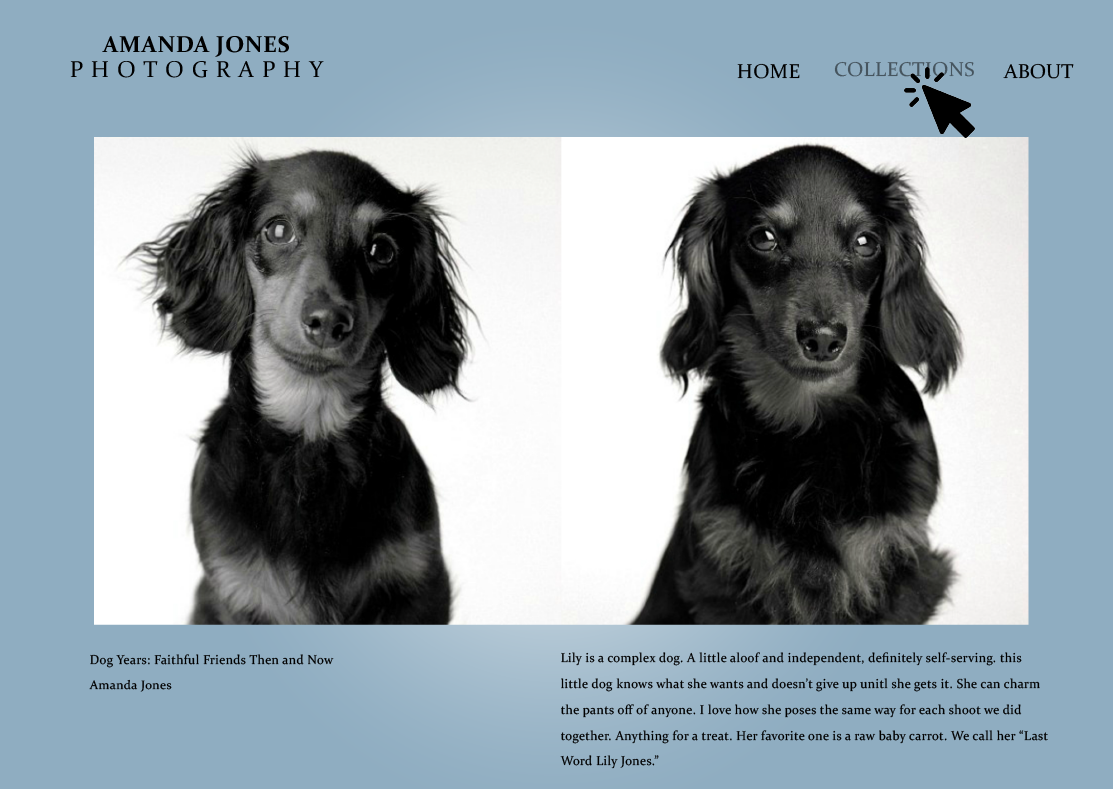 AMANDA JONES
PHOTOGRAPHY
HOME COLLECTIONS ABOUT
Dog Years: Faithful Friends Then and Now
Amanda Jones
Lily is a complex dog. A little aloof and independent, definitely self-serving. this
little dog knows what she wants and doesn't give up unitl she gets it. She can charm
the pants off of anyone. I love how she poses the same way for each shoot we did
together. Anything for a treat. Her favorite one is a raw baby carrot. We call her “Last
Word Lily Jones.”